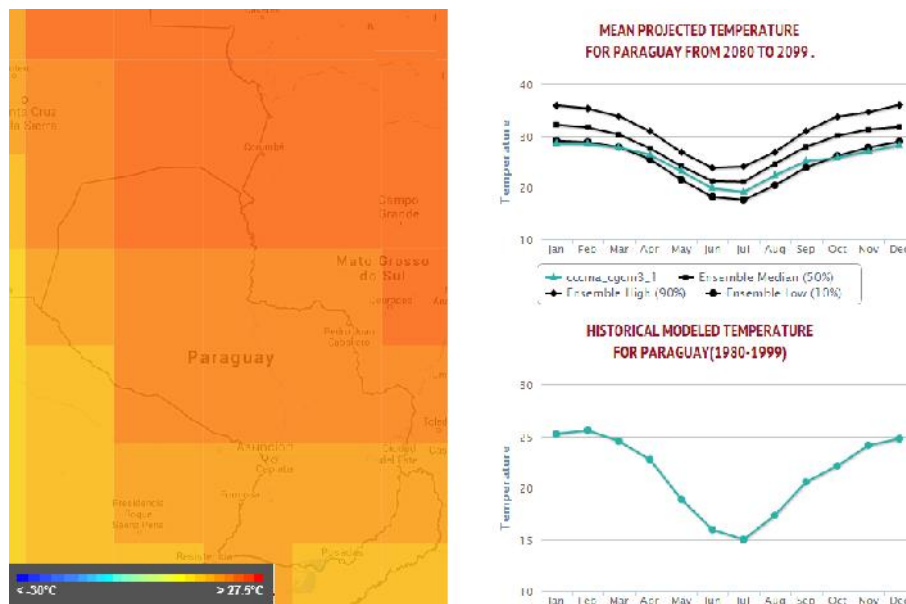 Cruz
la Sierra
Campo
Grande
Mato Grosso
do Sul
Pedro Juan
Caballero
Paraguay
Asunción
Ciudad
del Este
Presidencia
Roque
Posadas
> 27.5°C
MEAN PROJECTED TEMPERATURE
FOR PARAGUAY FROM 2080 TO 2099 .
40
30
20
10
Temperature
Jan Feb Mar Apr May Jun Jul Aug Sep Oct Nov Dec
cccma_cgcm3_1 Ensemble Median (50%)
Ensemble High (90%) Ensemble Low (10%)
HISTORICAL MODELED TEMPERATURE
FOR PARAGUAY(1980-1999)
30
25
20
15
10
Temperature
Jan Feb Mar Apr May Jun Jul Aug Sep Oct Nov Dec